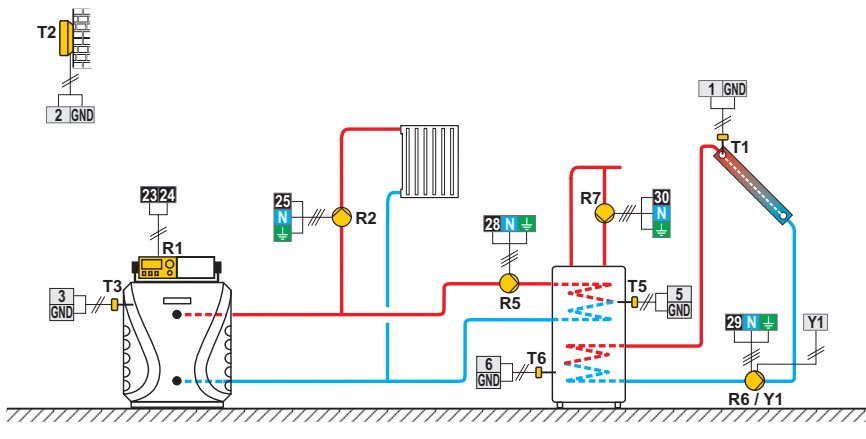 T2
2 GND
1 GND
T1
23 24
R1
25
N
R2
R7
30
N
28 N
R5
T3
3
GND
T5
5
GND
T6
6
GND
29 N
Y1
R6 / Y1